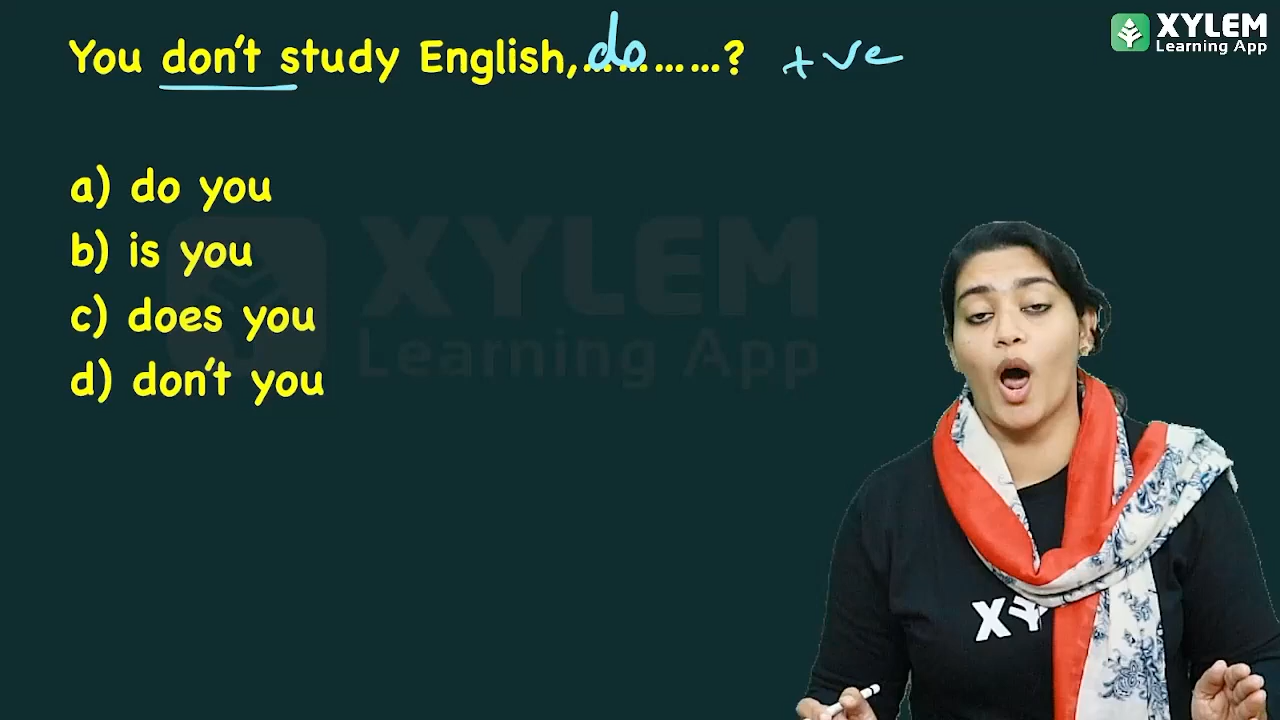 XYLEM
Learning App
You don't study English, do ............? +ve
a) do you
b) is you
c) does you
d) don't you
XYLEM
Learning App
XY